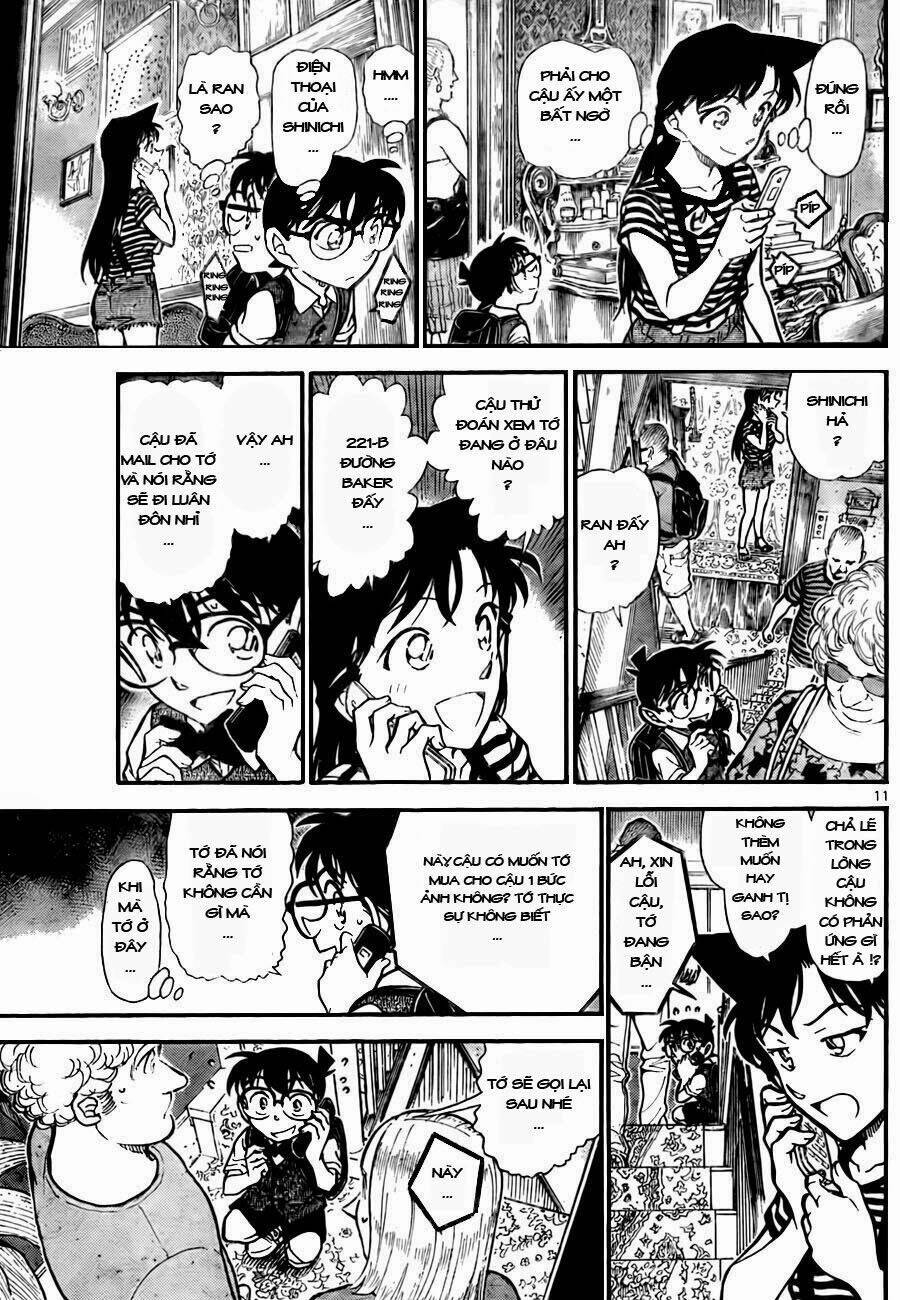 ĐÚNG
RỒI
...
PHẢI CHO
CẬU ẤY MỘT
BẤT NGỜ
...
PÍP
PÍP
HMM
....
ĐIỆN
THOẠI
CỦA
SHINICHI
...
LÀ RAN
SAO
?
RING
RING
RING
RING
RING
RING
SHINICHI
HẢ
?
RAN ĐẤY
AH
?
CẬU THỬ
ĐOÁN XEM TỚ
ĐANG Ở ĐÂU
NÀO
?
221-B
ĐƯỜNG
BAKER
ĐẤY
...
VẬY AH
...
CẬU ĐÃ
MAIL CHO TỚ
VÀ NÓI RẰNG
SẼ ĐI LUÂN
ĐÔN NHỈ
...
11
CHẢ LẼ
TRONG
LÒNG
CẬU
KHÔNG
CÓ PHẢN
ỨNG GÌ
HẾT Á !?
KHÔNG
THÈM
MUỐN
HAY
GANH TỊ
SAO?
AH, XIN
LỖI
CẬU,
TỚ
ĐANG
BẬN
...
NÀY CẬU CÓ MUỐN TỚ
MUA CHO CẬU 1 BỨC
ẢNH KHÔNG? TỚ THỰC
SỰ KHÔNG BIẾT
...
TỚ ĐÃ NÓI
RẰNG TỚ
KHÔNG CẦN
GÌ MÀ
...
KHI
MÀ
TỚ Ở
ĐÂY
...
TỚ SẼ GỌI LẠI
SAU NHÉ
...
NÀY
...